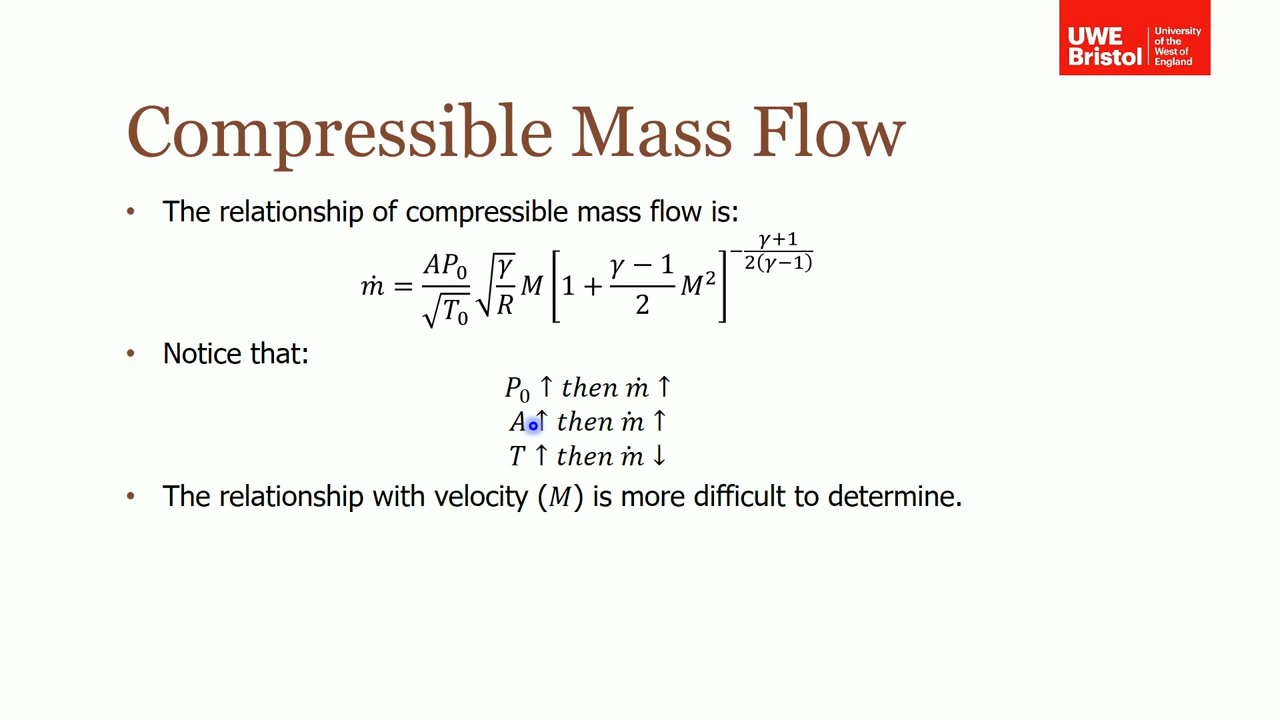 UWE Bristol
University of the West of England
Compressible Mass Flow
• The relationship of compressible mass flow is:
ṁ = AP₀/√T₀ √(γ/R) M [1 + (γ − 1)/2 M²]^(−(γ+1)/(2(γ−1)))
• Notice that:
P₀ ↑ then ṁ ↑
A ↑ then ṁ ↑
T ↑ then ṁ ↓
• The relationship with velocity (M) is more difficult to determine.